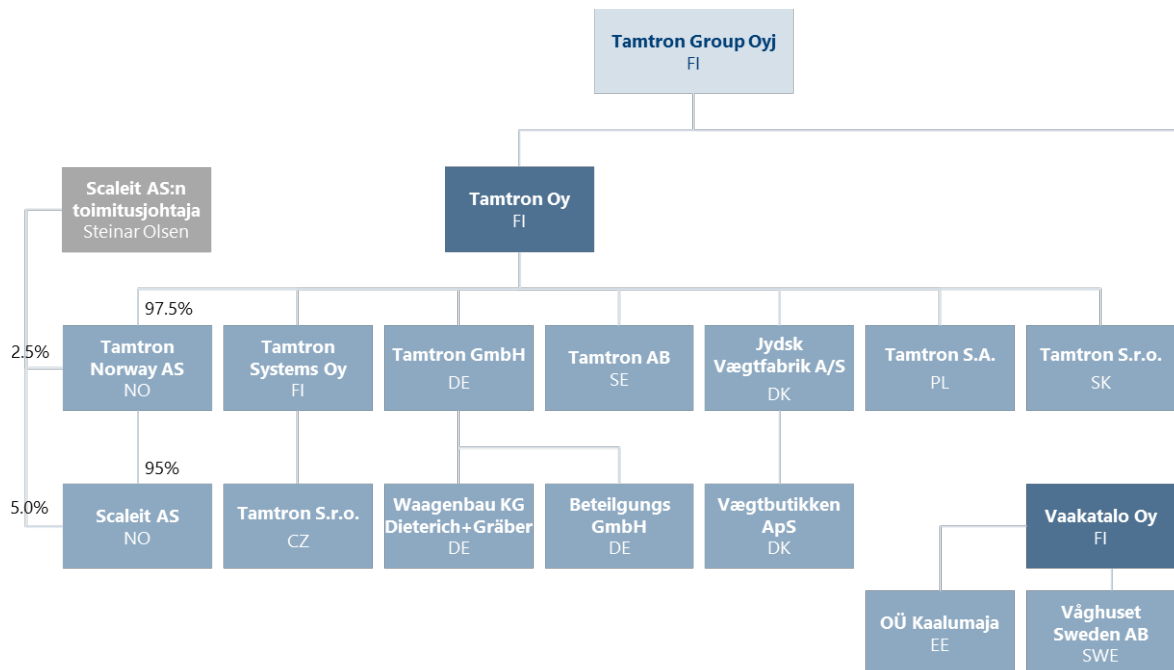 Tamtron Group Oyj
FI
Scaleit AS:n
toimitusjohtaja
Steinar Olsen
Tamtron Oy
FI
97.5%
2.5%
Tamtron
Norway AS
NO
Tamtron
Systems Oy
FI
Tamtron GmbH
DE
Tamtron AB
SE
Jydsk
Vægtfabrik A/S
DK
Tamtron S.A.
PL
Tamtron S.r.o.
SK
95%
5.0%
Scaleit AS
NO
Tamtron S.r.o.
CZ
Waagenbau KG
Dieterich+Gräber
DE
Beteilgungs
GmbH
DE
Vægtbutikken
ApS
DK
Vaakatalo Oy
FI
OÜ Kaalumaja
EE
Våghuset
Sweden AB
SWE